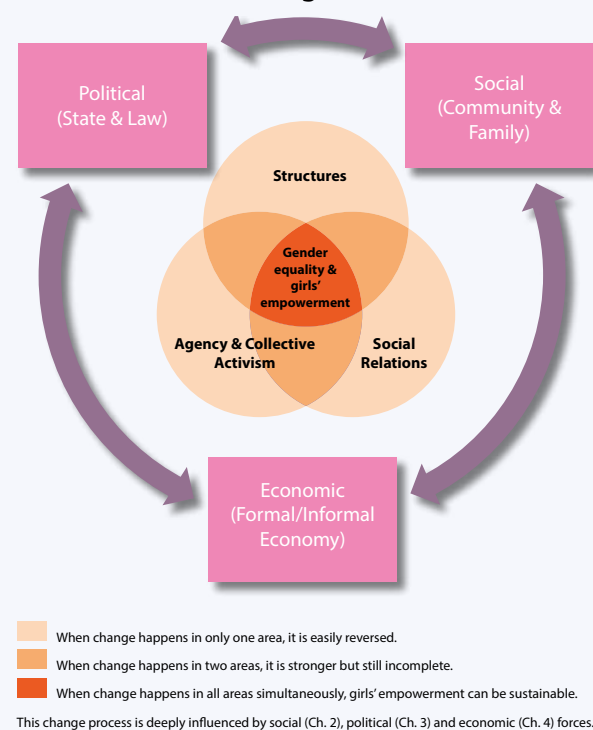 Political
(State & Law)
Social
(Community &
Family)
Structures
Gender
equality &
girls’
empowerment
Agency & Collective
Activism
Social
Relations
Economic
(Formal/Informal
Economy)
When change happens in only one area, it is easily reversed.
When change happens in two areas, it is stronger but still incomplete.
When change happens in all areas simultaneously, girls’ empowerment can be sustainable.
This change process is deeply influenced by social (Ch. 2), political (Ch. 3) and economic (Ch. 4) forces.